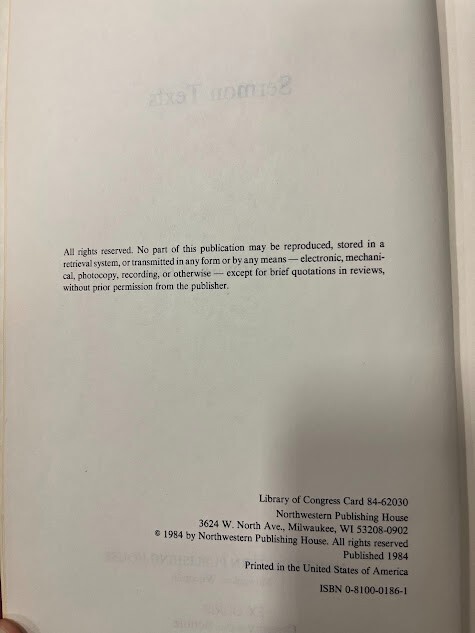 Sermon Texts
All rights reserved. No part of this publication may be reproduced, stored in a
retrieval system, or transmitted in any form or by any means — electronic, mechani-
cal, photocopy, recording, or otherwise — except for brief quotations in reviews,
without prior permission from the publisher.
Library of Congress Card 84-62030
Northwestern Publishing House
3624 W. North Ave., Milwaukee, WI 53208-0902
© 1984 by Northwestern Publishing House. All rights reserved
Published 1984
Printed in the United States of America
ISBN 0-8100-0186-1